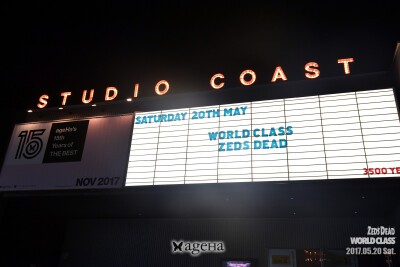 STUDIO COAST
SATURDAY 20TH MAY
WORLD CLASS
ZEDS DEAD
3500 YE
15
ageHa's
15th
Years of
THE BEST
NOV 2017
ageHa
ZEDS DEAD
WORLD CLASS
2017.05.20 Sat.